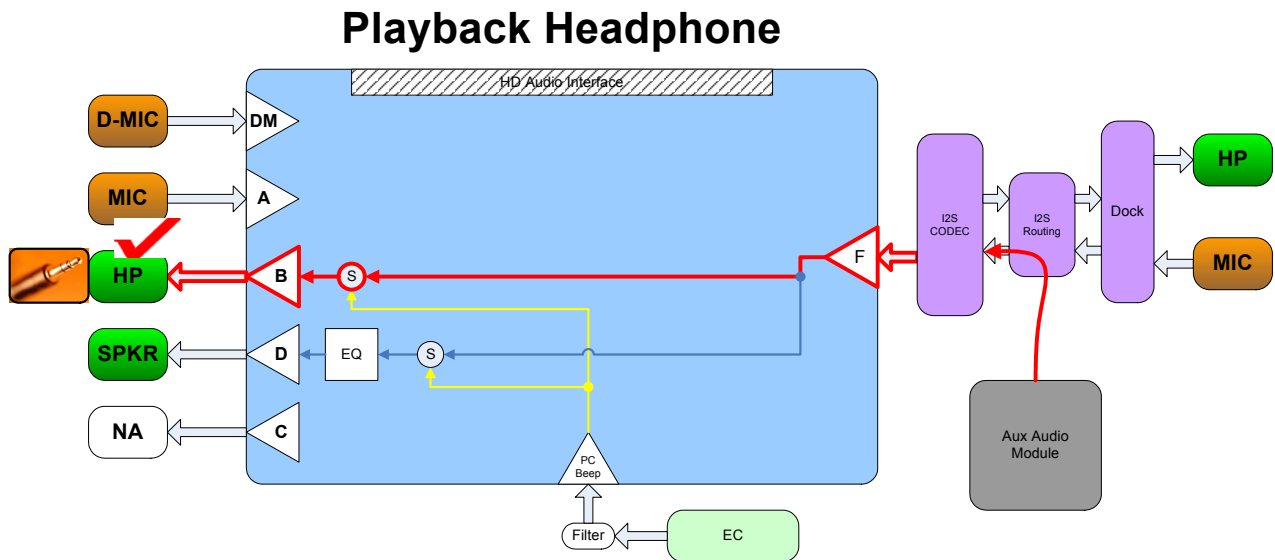 Playback Headphone
HD Audio Interface
D-MIC
DM
MIC
A
HP
B
S
F
I2S
CODEC
I2S
Routing
Dock
HP
MIC
SPKR
D
EQ
S
NA
C
PC
Beep
Aux Audio
Module
Filter
EC